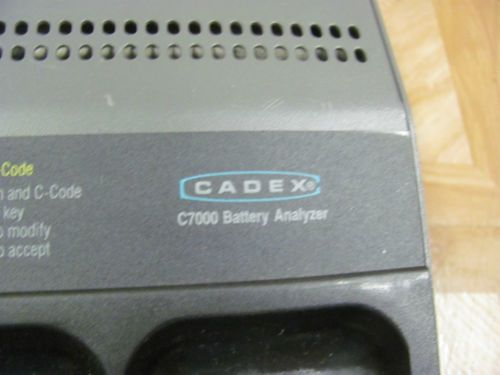 -Code
n and C-Code
key
o modify
o accept
CADEX®
C7000 Battery Analyzer